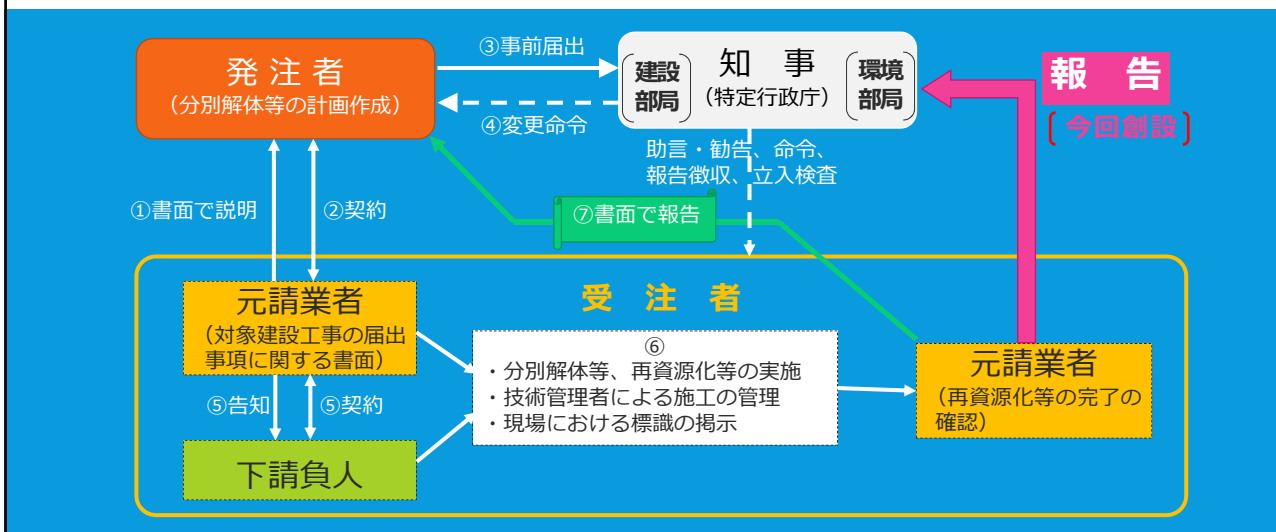 ③事前届出
発注者
（分別解体等の計画作成）
建設
部局
知　事
（特定行政庁）
環境
部局
報　告
今回創設
④変更命令
助言・勧告、命令、
報告徴収、立入検査
①書面で説明
②契約
⑦書面で報告
受　注　者
元請業者
（対象建設工事の届出
事項に関する書面）
⑥
・分別解体等、再資源化等の実施
・技術管理者による施工の管理
・現場における標識の掲示
元請業者
（再資源化等の完了の
確認）
⑤告知
⑤契約
下請負人